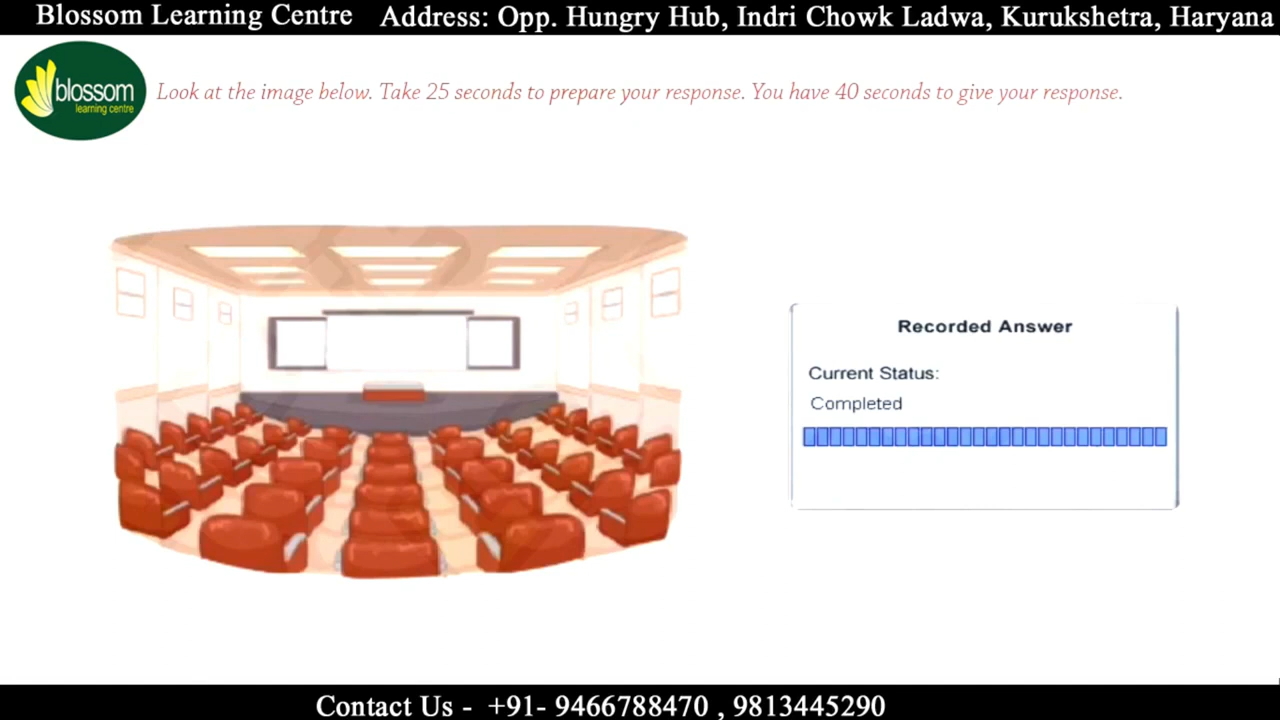 Blossom Learning Centre Address: Opp. Hungry Hub, Indri Chowk Ladwa, Kurukshetra, Haryana
blossom
learning centre
Look at the image below. Take 25 seconds to prepare your response. You have 40 seconds to give your response.
Recorded Answer
Current Status:
Completed
Contact Us - +91- 9466788470 , 9813445290